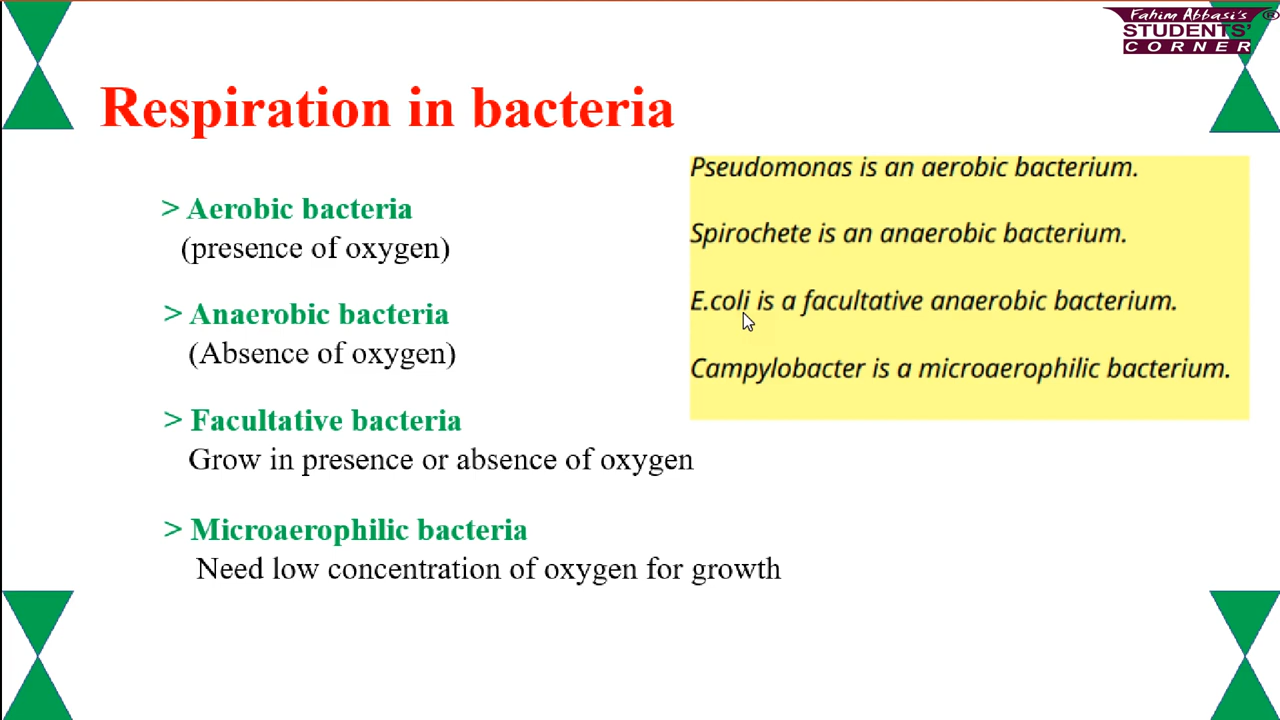 Fahim Abbasi's ®
STUDENTS'
CORNER
Respiration in bacteria
> Aerobic bacteria
(presence of oxygen)
> Anaerobic bacteria
(Absence of oxygen)
> Facultative bacteria
Grow in presence or absence of oxygen
> Microaerophilic bacteria
Need low concentration of oxygen for growth
Pseudomonas is an aerobic bacterium.
Spirochete is an anaerobic bacterium.
E.coli is a facultative anaerobic bacterium.
Campylobacter is a microaerophilic bacterium.